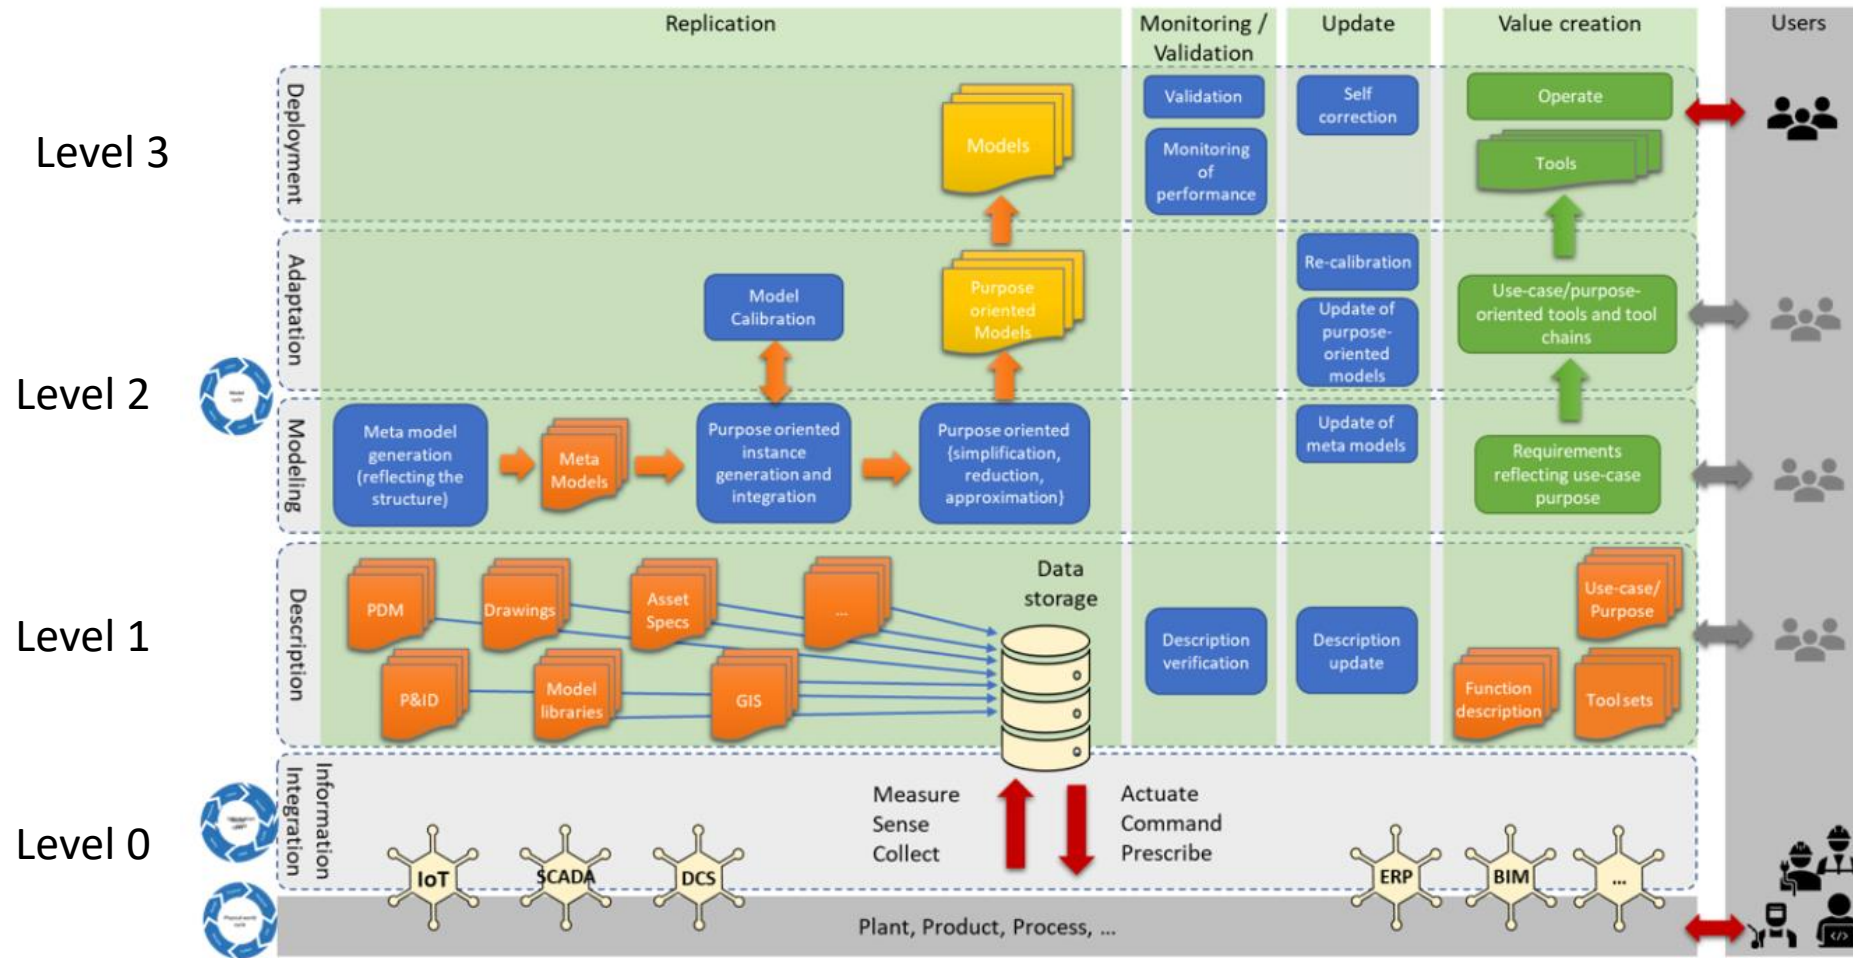 Replication
Monitoring /
Validation
Update
Value creation
Users
Level 3
Deployment
Models
Validation
Monitoring
of
performance
Self
correction
Operate
Tools
Level 2
Adaptation
Model
Calibration
Purpose
oriented
Models
Re-calibration
Update of
purpose-
oriented
models
Use-case/purpose-
oriented tools and tool
chains
Model
cycle
Modeling
Meta model
generation
(reflecting the
structure)
Meta
Models
Purpose oriented
instance
generation and
integration
Purpose oriented
{simplification,
reduction,
approximation}
Update of
meta models
Requirements
reflecting use-case
purpose
Level 1
Description
PDM
Drawings
Asset
Specs
...
P&ID
Model
libraries
GIS
Data
storage
Description
verification
Description
update
Use-case/
Purpose
Function
description
Tool sets
Level 0
Information
Integration
Measure
Sense
Collect
Actuate
Command
Prescribe
IoT
SCADA
DCS
ERP
BIM
...
Physical world
cycle
Plant, Product, Process, ...